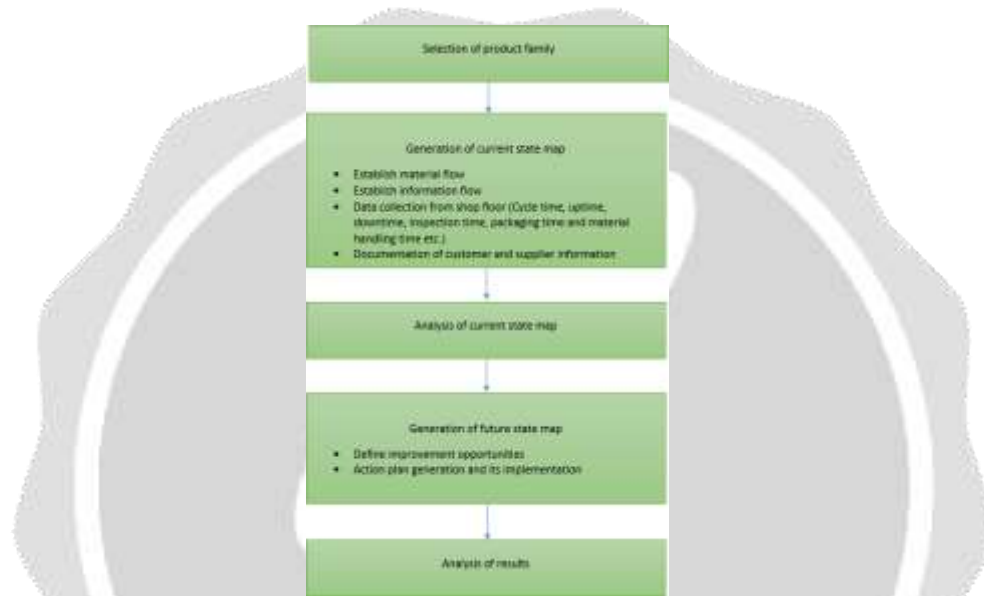 Selection of product family
Generation of current state map
• Establish material flow
• Establish information flow
• Data collection from shop floor (Cycle time, uptime,
downtime, inspection time, packaging time and material
handling time etc.)
• Documentation of customer and supplier information
Analysis of current state map
Generation of future state map
• Define improvement opportunities
• Action plan generation and its implementation
Analysis of results